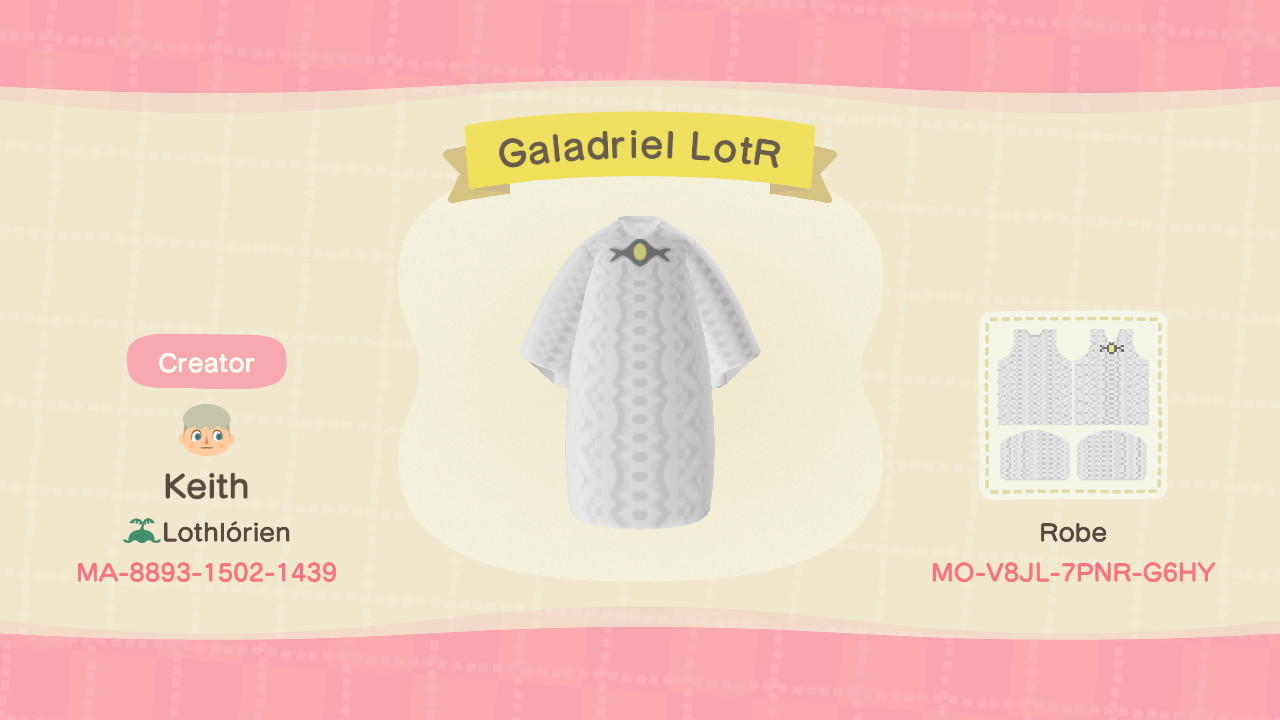 Galadriel LotR
Creator
Keith
Lothlórien
MA-8893-1502-1439
Robe
MO-V8JL-7PNR-G6HY